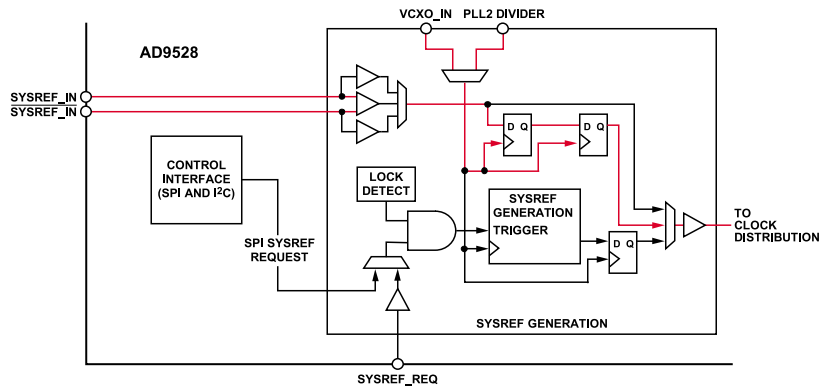 VCXO_IN PLL2 DIVIDER
AD9528
SYSREF_IN
SYSREF_IN
D Q
D Q
CONTROL
INTERFACE
(SPI AND I²C)
LOCK
DETECT
SYSREF
GENERATION
TRIGGER
TO
CLOCK
DISTRIBUTION
D Q
SPI SYSREF
REQUEST
SYSREF GENERATION
SYSREF_REQ